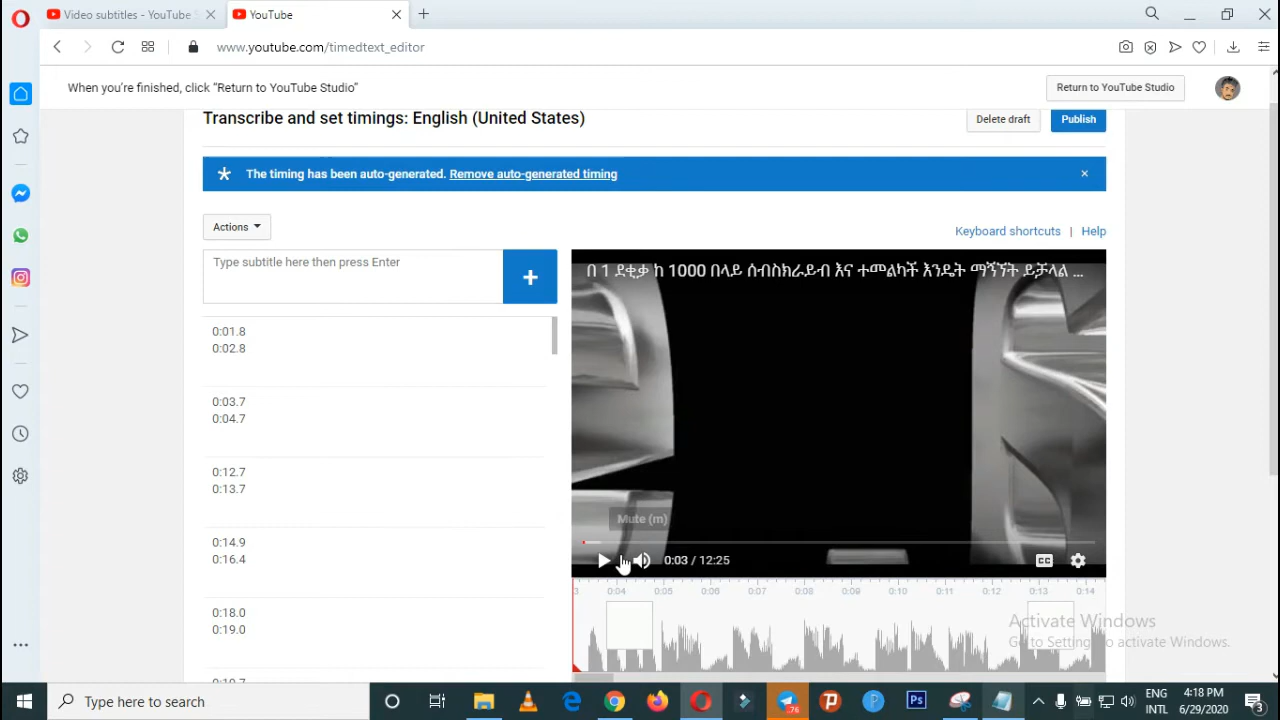 Video subtitles - YouTube
YouTube
www.youtube.com/timedtext_editor
When you're finished, click "Return to YouTube Studio"
Return to YouTube Studio
Transcribe and set timings: English (United States)
Delete draft
Publish
The timing has been auto-generated. Remove auto-generated timing
Actions
Keyboard shortcuts | Help
Type subtitle here then press Enter
+
በ 1 ደቂቃ ከ 1000 በላይ ሰብስክራይብ እና ተመልካች እንዴት ማኝኘት ይቻላል ...
0:01.8
0:02.8
0:03.7
0:04.7
0:12.7
0:13.7
0:14.9
0:16.4
0:18.0
0:19.0
Mute (m)
0:03 / 12:25
CC
3 0:04 0:05 0:06 0:07 0:08 0:09 0:10 0:11 0:12 0:13 0:14
Activate Windows
Go to Settings to activate Windows.
Type here to search
76
Ps
ENG
INTL
4:18 PM
6/29/2020
3